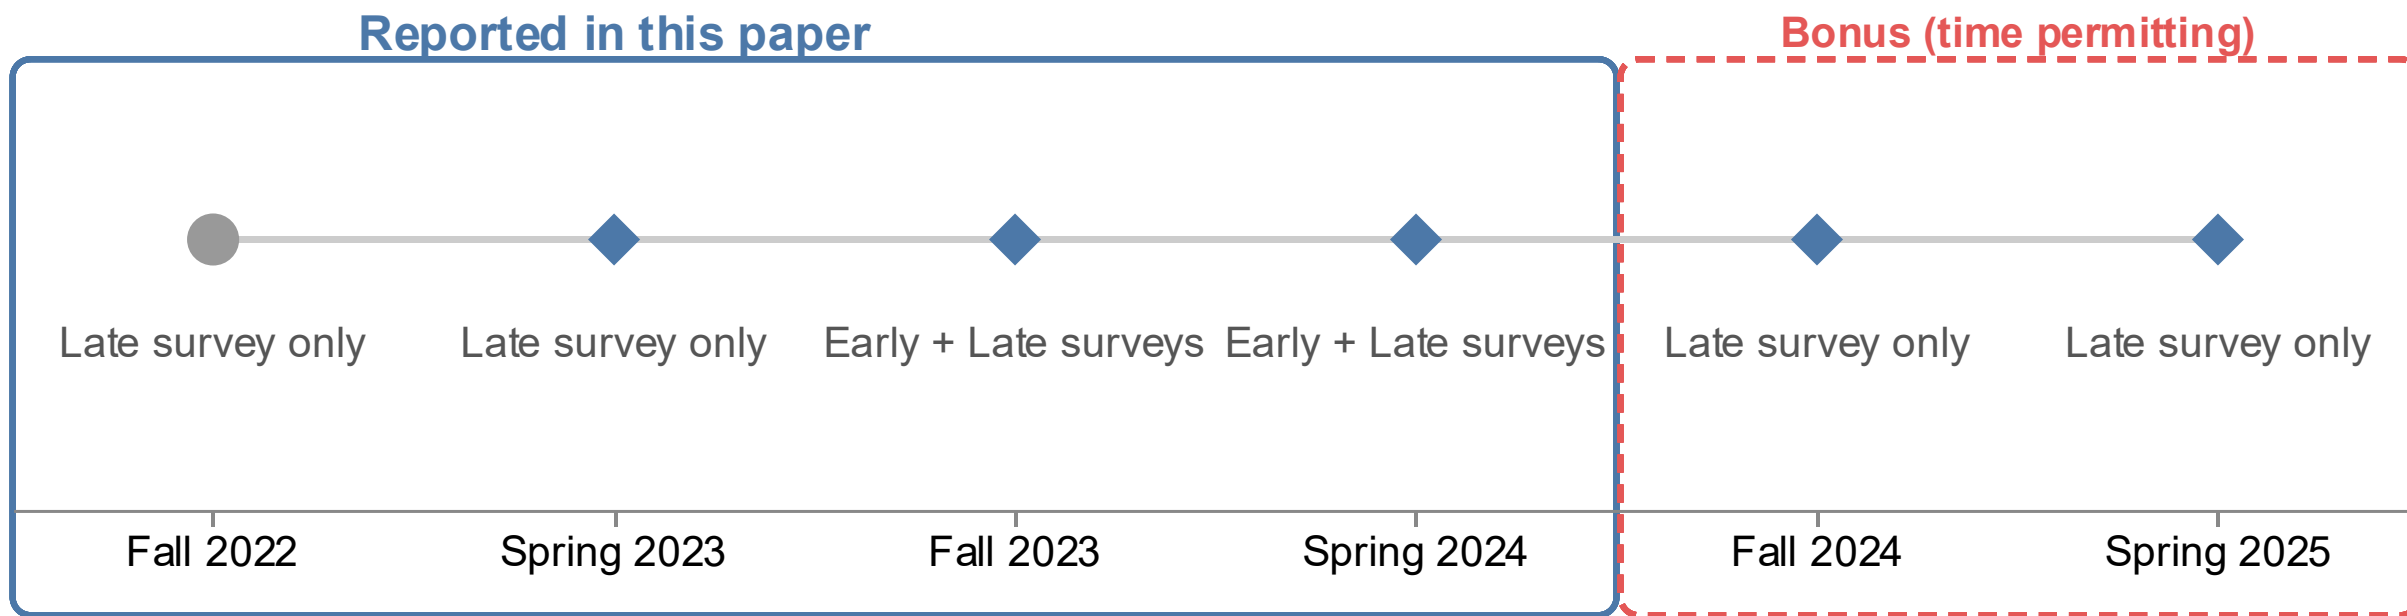 Reported in this paper
Bonus (time permitting)
Late survey only
Late survey only
Early + Late surveys
Early + Late surveys
Late survey only
Late survey only
Fall 2022
Spring 2023
Fall 2023
Spring 2024
Fall 2024
Spring 2025